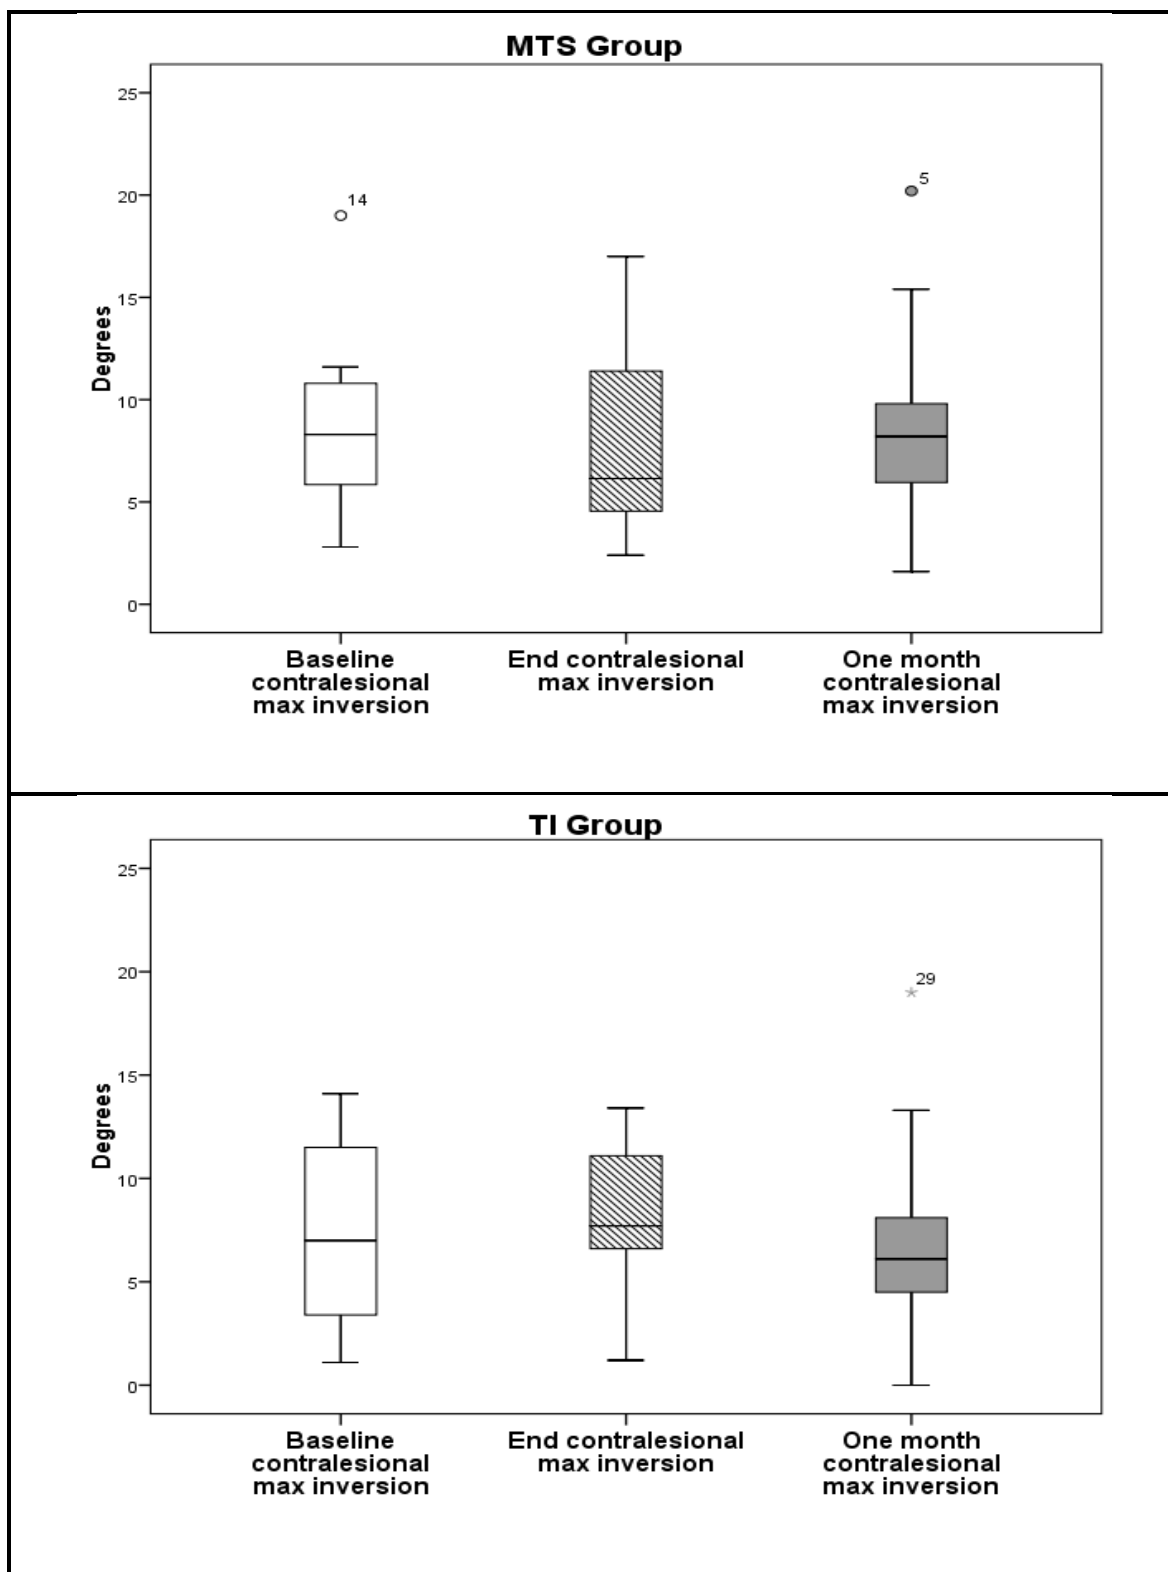 MTS Group
25
20
15
10
5
0
Degrees
14
5
Baseline
contralesional
max inversion
End contralesional
max inversion
One month
contralesional
max inversion
TI Group
25
20
15
10
5
0
Degrees
29
Baseline
contralesional
max inversion
End contralesional
max inversion
One month
contralesional
max inversion